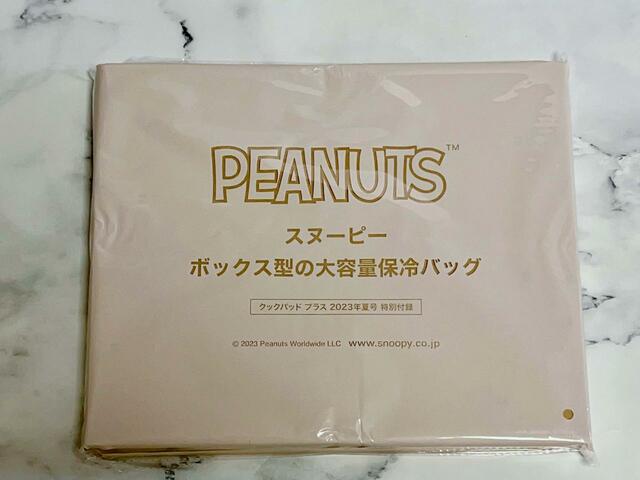 PEANUTS™
スヌーピー
ボックス型の大容量保冷バッグ
クックパッド プラス 2023年夏号 特別付録
© 2023 Peanuts Worldwide LLC www.snoopy.co.jp